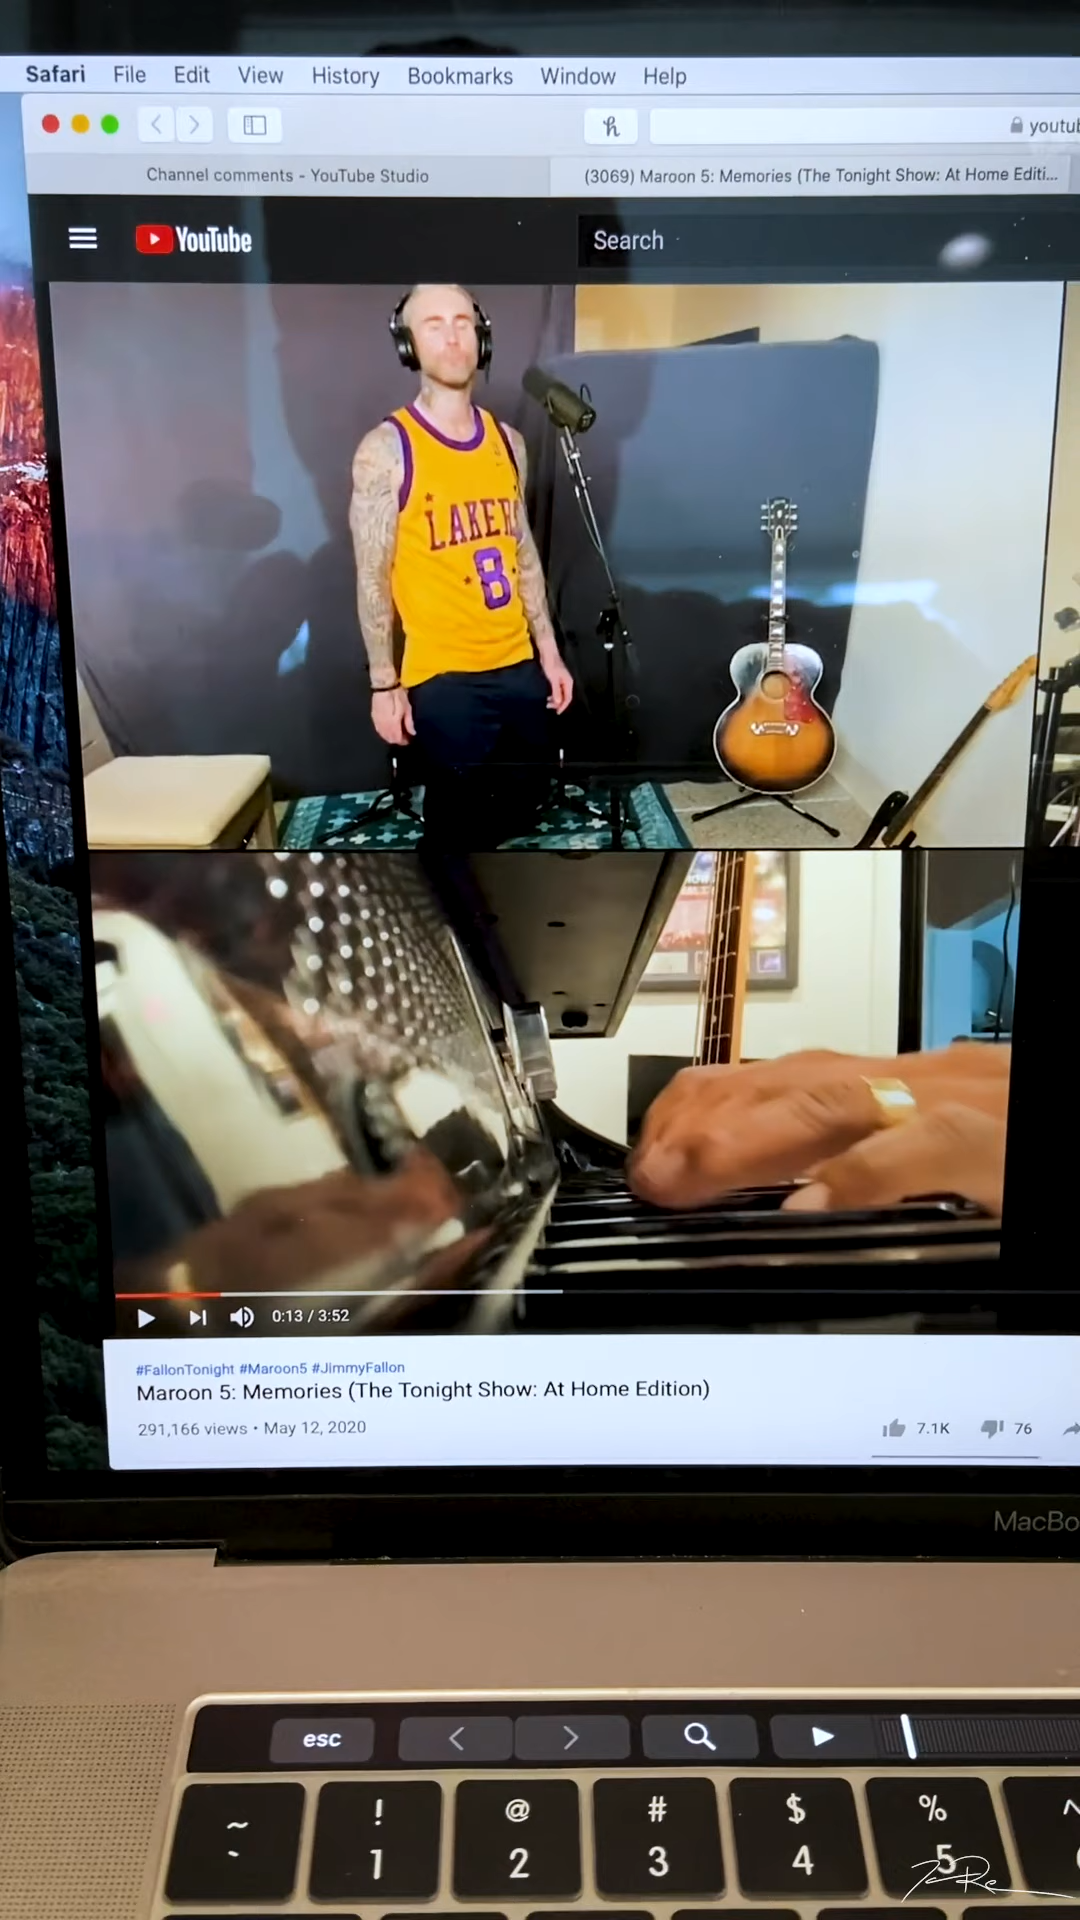 Safari File Edit View History Bookmarks Window Help
youtub
Channel comments - YouTube Studio
(3069) Maroon 5: Memories (The Tonight Show: At Home Editi...
YouTube
Search
LAKERS
8
0:13 / 3:52
#FallonTonight #Maroon5 #JimmyFallon
Maroon 5: Memories (The Tonight Show: At Home Edition)
291,166 views • May 12, 2020
7.1K 76
MacBo
esc
~ ! @ # $ % ^
` 1 2 3 4 5